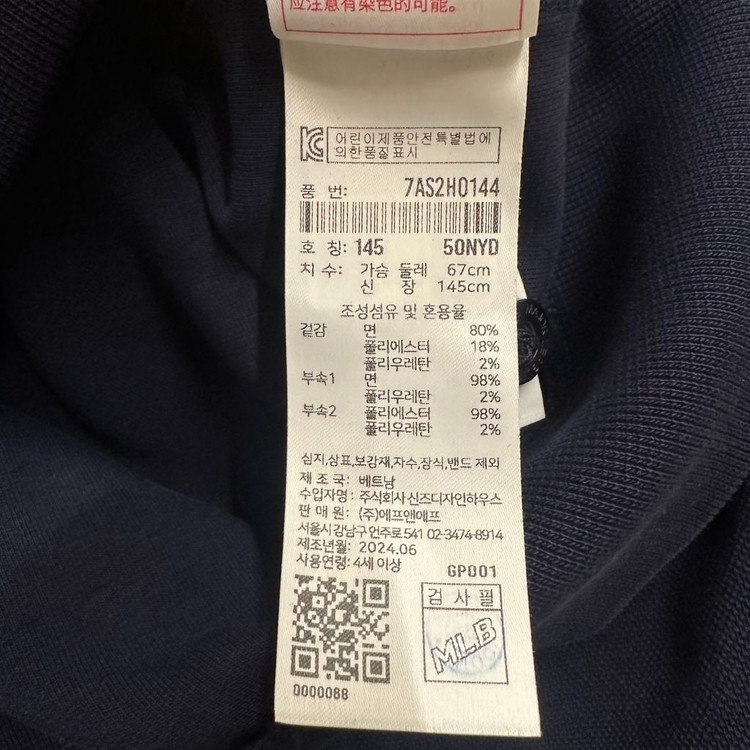 应注意有染色的可能。
KC 어린이제품안전특별법에
의한품질표시
품 번: 7AS2H0144
호 칭: 145 50NYD
치 수: 가슴 둘레 67cm
신 장 145cm
조성섬유 및 혼용율
겉감 면 80%
폴리에스터 18%
폴리우레탄 2%
부속1 면 98%
폴리우레탄 2%
부속2 폴리에스터 98%
폴리우레탄 2%
심지,상표,보강재,자수,장식,밴드 제외
제 조 국: 베트남
수입자명: 주식회사신즈디자인하우스
판 매 원: (주)에프앤에프
서울시강남구언주로541 02-3474-8914
제조년월: 2024.06
사용연령:4세 이상
GP001
검 사 필
MLB
0000088